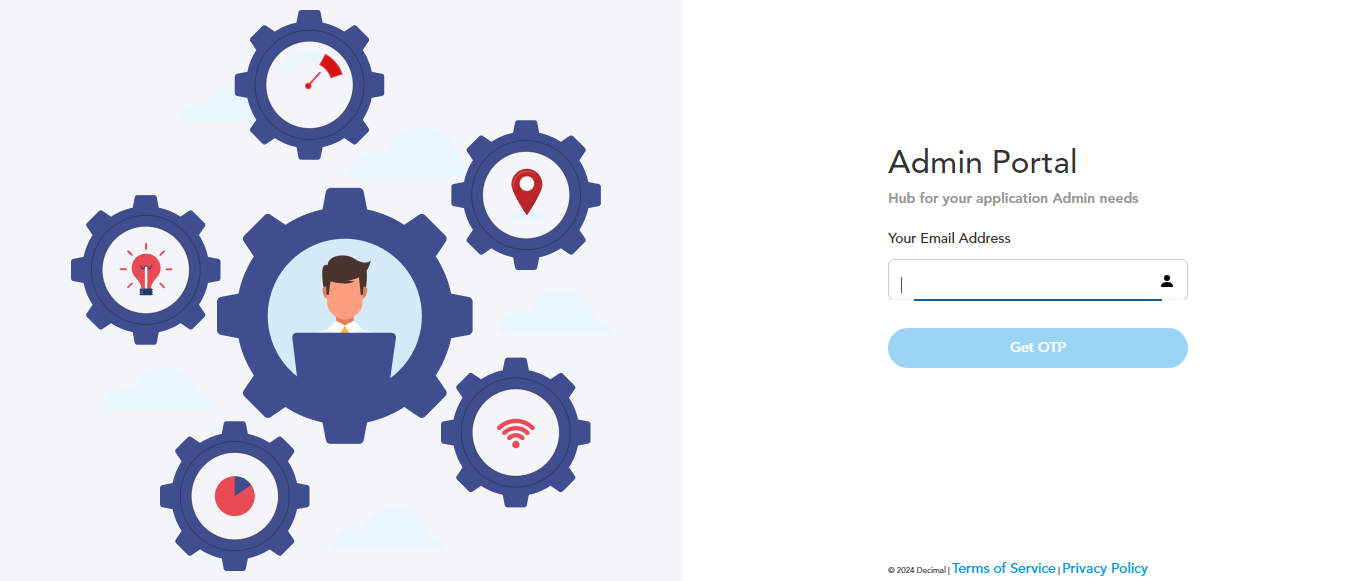 Admin Portal
Hub for your application Admin needs
Your Email Address
Get OTP
© 2024 Decimal | Terms of Service | Privacy Policy